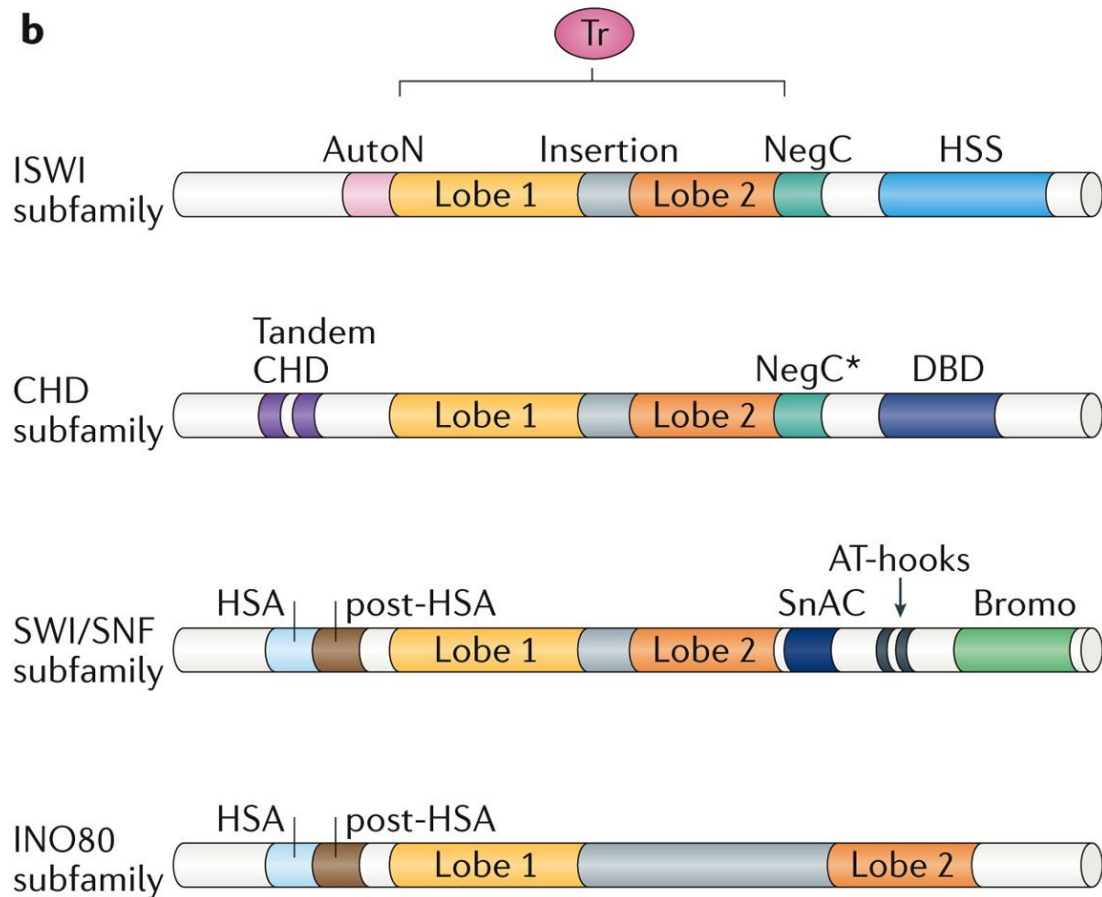 b
Tr
AutoN Insertion NegC HSS
ISWI
subfamily
Lobe 1 Lobe 2
Tandem
CHD NegC* DBD
CHD
subfamily
Lobe 1 Lobe 2
AT-hooks
HSA post-HSA SnAC Bromo
SWI/SNF
subfamily
Lobe 1 Lobe 2
HSA post-HSA
INO80
subfamily
Lobe 1 Lobe 2